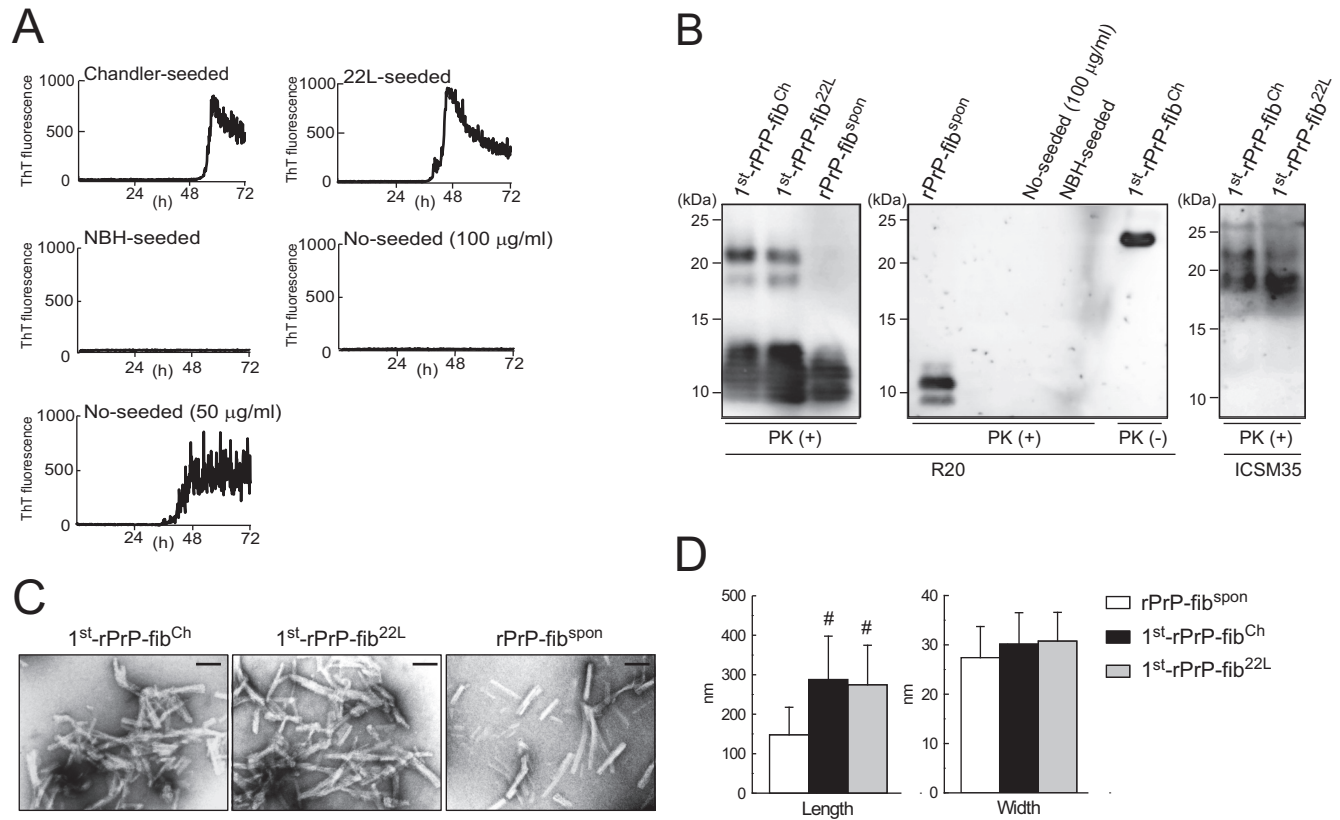 A
Chandler-seeded
1000
500
0
ThT fluorescence
24
48
72
(h)
22L-seeded
1000
500
0
ThT fluorescence
24
48
72
(h)
NBH-seeded
1000
500
0
ThT fluorescence
24
48
72
(h)
No-seeded (100 μg/ml)
1000
500
0
ThT fluorescence
24
48
72
(h)
No-seeded (50 μg/ml)
1000
500
0
ThT fluorescence
24
48
72
(h)
B
1st-rPrP-fibCh
1st-rPrP-fib22L
rPrP-fibspon
(kDa)
25
20
15
10
PK (+)
rPrP-fibspon
No-seeded (100 μg/ml)
NBH-seeded
1st-rPrP-fibCh
(kDa)
25
20
15
10
PK (+)
PK (-)
R20
1st-rPrP-fibCh
1st-rPrP-fib22L
(kDa)
25
20
15
10
PK (+)
ICSM35
C
1st-rPrP-fibCh
1st-rPrP-fib22L
rPrP-fibspon
D
500
400
300
200
100
0
nm
# #
Length
40
30
20
10
0
nm
Width
rPrP-fibspon
1st-rPrP-fibCh
1st-rPrP-fib22L